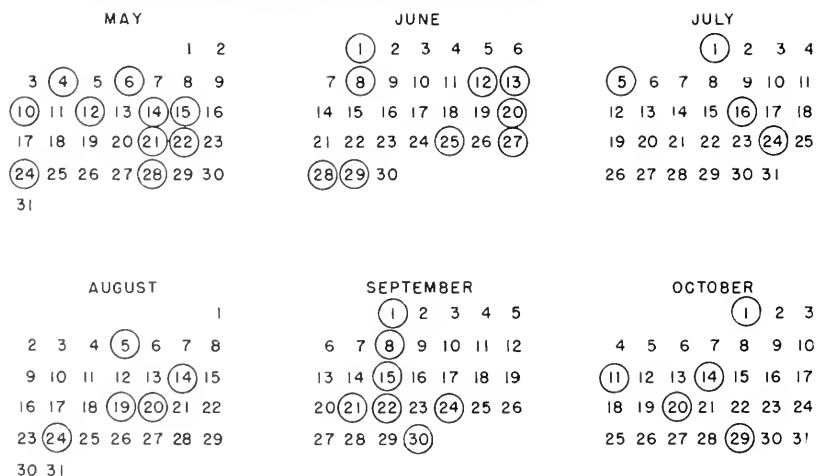 MAY
1 2
3 4 5 6 7 8 9
10 11 12 13 14 15 16
17 18 19 20 21 22 23
24 25 26 27 28 29 30
31
JUNE
1 2 3 4 5 6
7 8 9 10 11 12 13
14 15 16 17 18 19 20
21 22 23 24 25 26 27
28 29 30
JULY
1 2 3 4
5 6 7 8 9 10 11
12 13 14 15 16 17 18
19 20 21 22 23 24 25
26 27 28 29 30 31
AUGUST
1
2 3 4 5 6 7 8
9 10 11 12 13 14 15
16 17 18 19 20 21 22
23 24 25 26 27 28 29
30 31
SEPTEMBER
1 2 3 4 5
6 7 8 9 10 11 12
13 14 15 16 17 18 19
20 21 22 23 24 25 26
27 28 29 30
OCTOBER
1 2 3
4 5 6 7 8 9 10
11 12 13 14 15 16 17
18 19 20 21 22 23 24
25 26 27 28 29 30 31